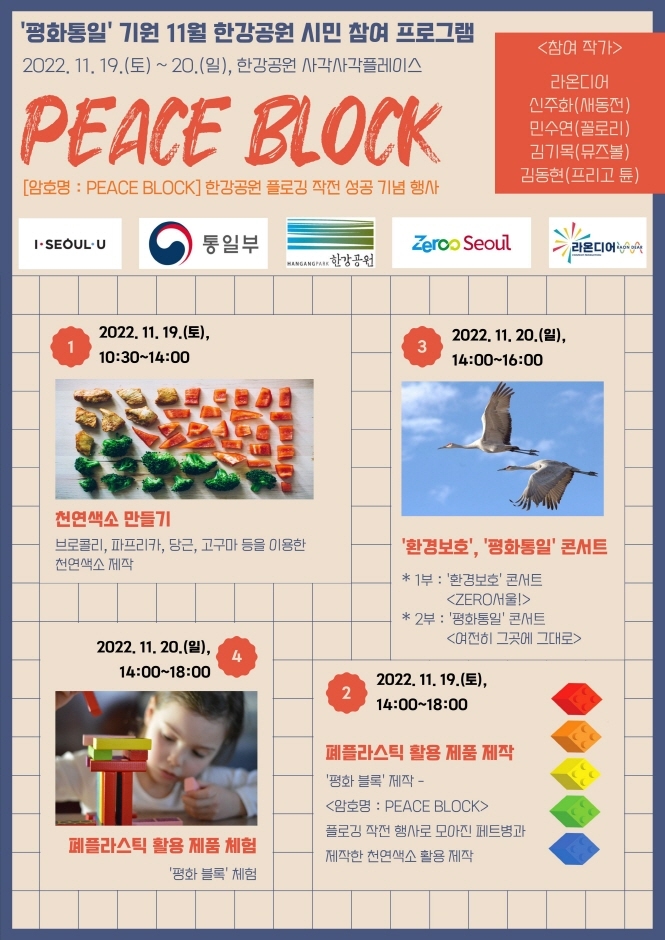 '평화통일' 기원 11월 한강공원 시민 참여 프로그램
2022. 11. 19.(토) ~ 20.(일), 한강공원 사각사각플레이스
PEACE BLOCK
[암호명 : PEACE BLOCK] 한강공원 플로깅 작전 성공 기념 행사
<참여 작가>
라온디어
신주화(새동전)
민수연(꼴로리)
김기목(뮤즈볼)
김동현(프리고 튠)
I·SEOUL·U
통일부
HANGANGPARK 한강공원
Zeroo Seoul
라온디어 RAON DEAR
1
2022. 11. 19.(토),
10:30~14:00
천연색소 만들기
브로콜리, 파프리카, 당근, 고구마 등을 이용한
천연색소 제작
3
2022. 11. 20.(일),
14:00~16:00
'환경보호', '평화통일' 콘서트
* 1부 : '환경보호' 콘서트
<ZERO서울!>
* 2부 : '평화통일' 콘서트
<여전히 그곳에 그대로>
2022. 11. 20.(일),
14:00~18:00
4
폐플라스틱 활용 제품 체험
'평화 블록' 체험
2
2022. 11. 19.(토),
14:00~18:00
폐플라스틱 활용 제품 제작
'평화 블록' 제작 -
<암호명 : PEACE BLOCK>
플로깅 작전 행사로 모아진 페트병과
제작한 천연색소 활용 제작